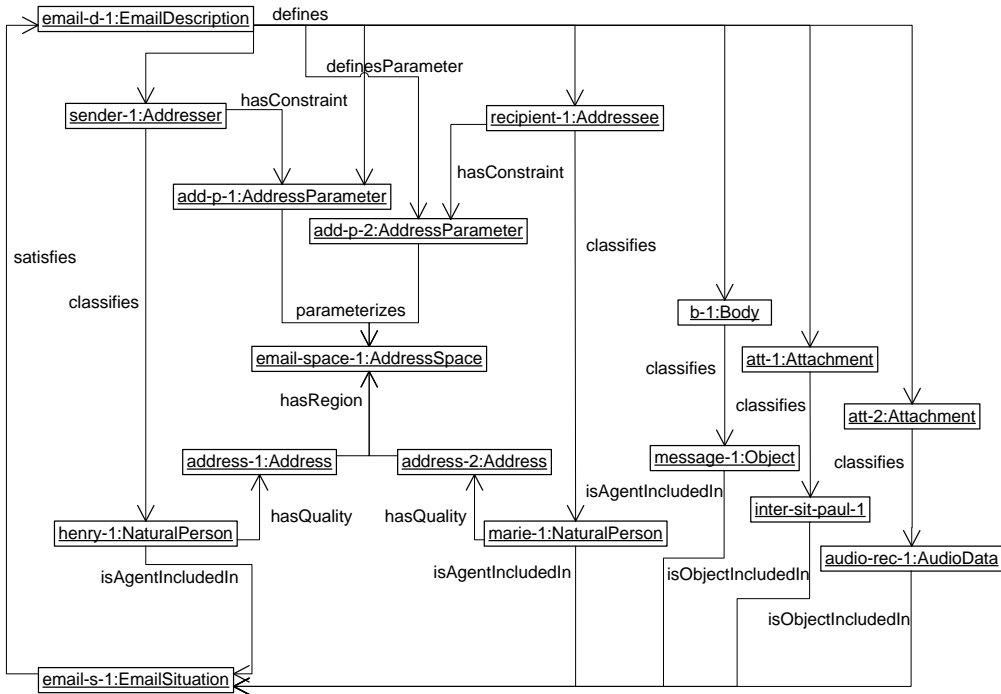 defines
email-d-1:EmailDescription
definesParameter
hasConstraint
sender-1:Addresser
recipient-1:Addressee
hasConstraint
add-p-1:AddressParameter
add-p-2:AddressParameter
classifies
satisfies
classifies
parameterizes
b-1:Body
email-space-1:AddressSpace
att-1:Attachment
classifies
hasRegion
classifies
att-2:Attachment
address-1:Address
address-2:Address
message-1:Object
classifies
isAgentIncludedIn
inter-sit-paul-1
hasQuality
hasQuality
henry-1:NaturalPerson
marie-1:NaturalPerson
audio-rec-1:AudioData
isAgentIncludedIn
isAgentIncludedIn
isObjectIncludedIn
isObjectIncludedIn
email-s-1:EmailSituation